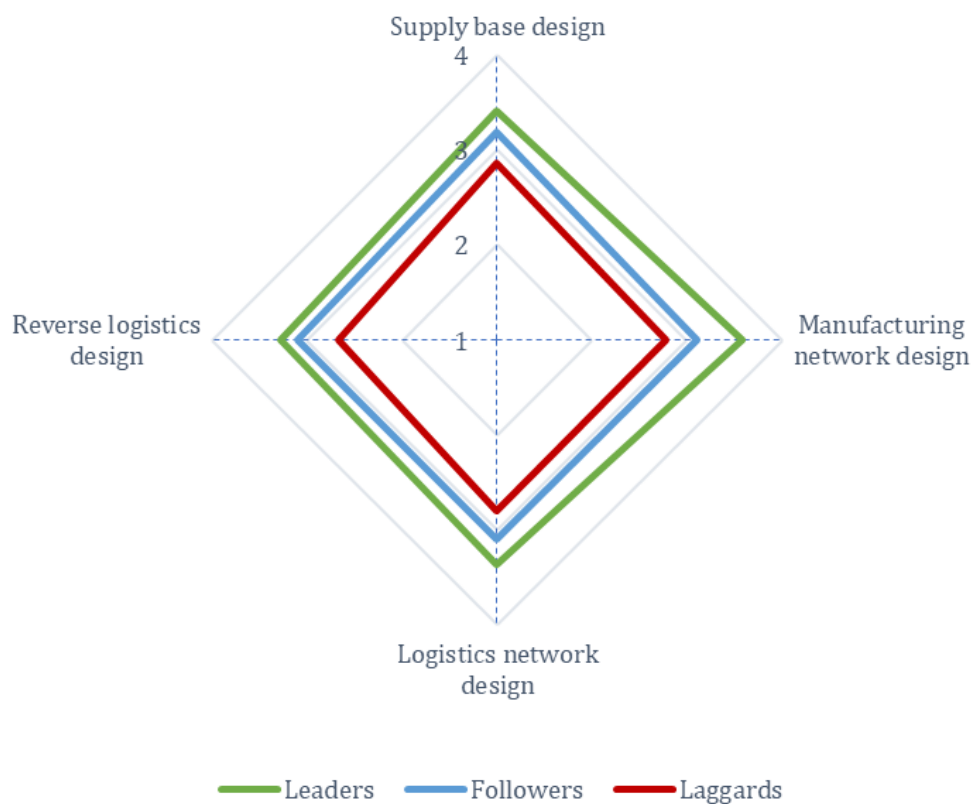 Supply base design
4
3
2
1
Reverse logistics
design
Manufacturing
network design
Logistics network
design
Leaders
Followers
Laggards